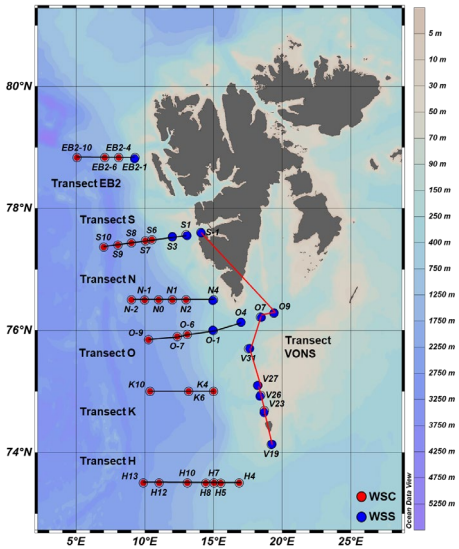 80°N
5 m
30 m
50 m
70 m
90 m
150 m
250 m
400 m
750 m
1250 m
1750 m
2250 m
2750 m
3250 m
3750 m
4250 m
4750 m
5250 m
EB2-10 EB2-4
EB2-6 EB2-1
Transect EB2
78°N
Transect S
S10 S8 S6 S1 S-1
S9 S7 S3
Transect N
N-1 N1 N4
N-2 N0 N2
O9
O7
O4
76°N
O-9 O-6
O-7 O-1
Transect O
Transect
VONS
V31
V27
V26
V23
V19
K10 K4
K6
Transect K
74°N
Transect H
H13 H10 H7 H4
H12 H8 H5
WSC
WSS
Ocean Data View
5°E 10°E 15°E 20°E 25°E